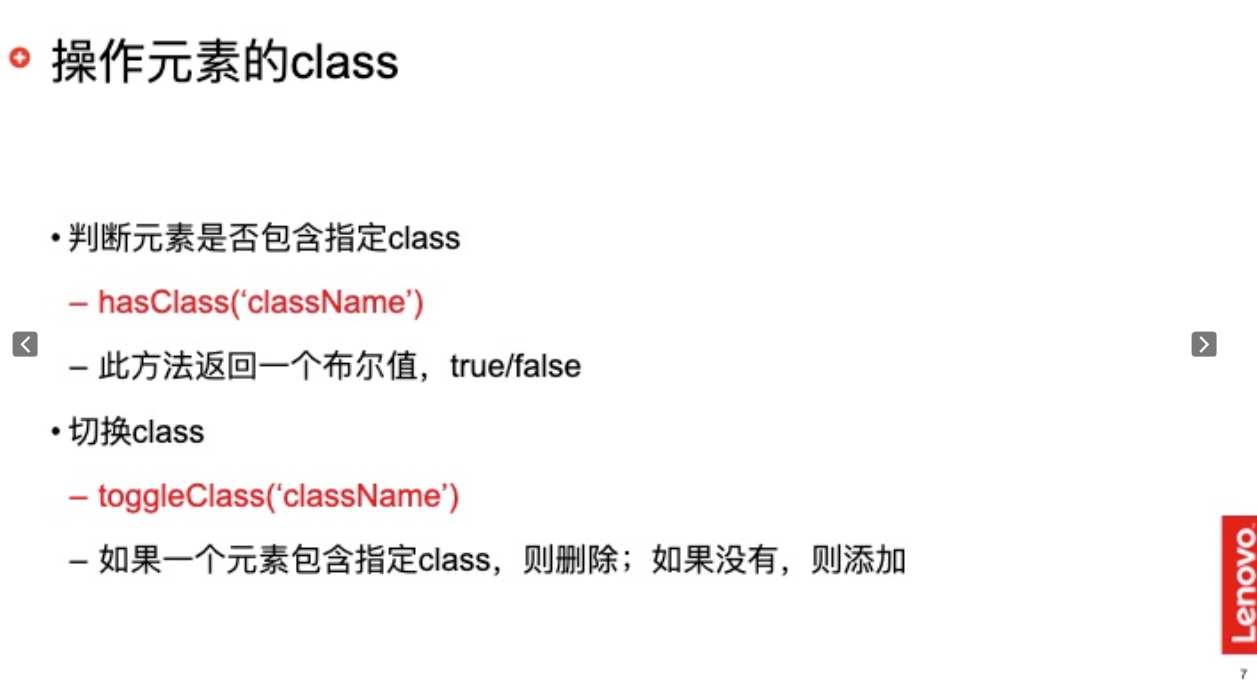 操作元素的class
• 判断元素是否包含指定class
– hasClass(‘className’)
– 此方法返回一个布尔值，true/false
• 切换class
– toggleClass(‘className’)
– 如果一个元素包含指定class，则删除；如果没有，则添加
Lenovo
7